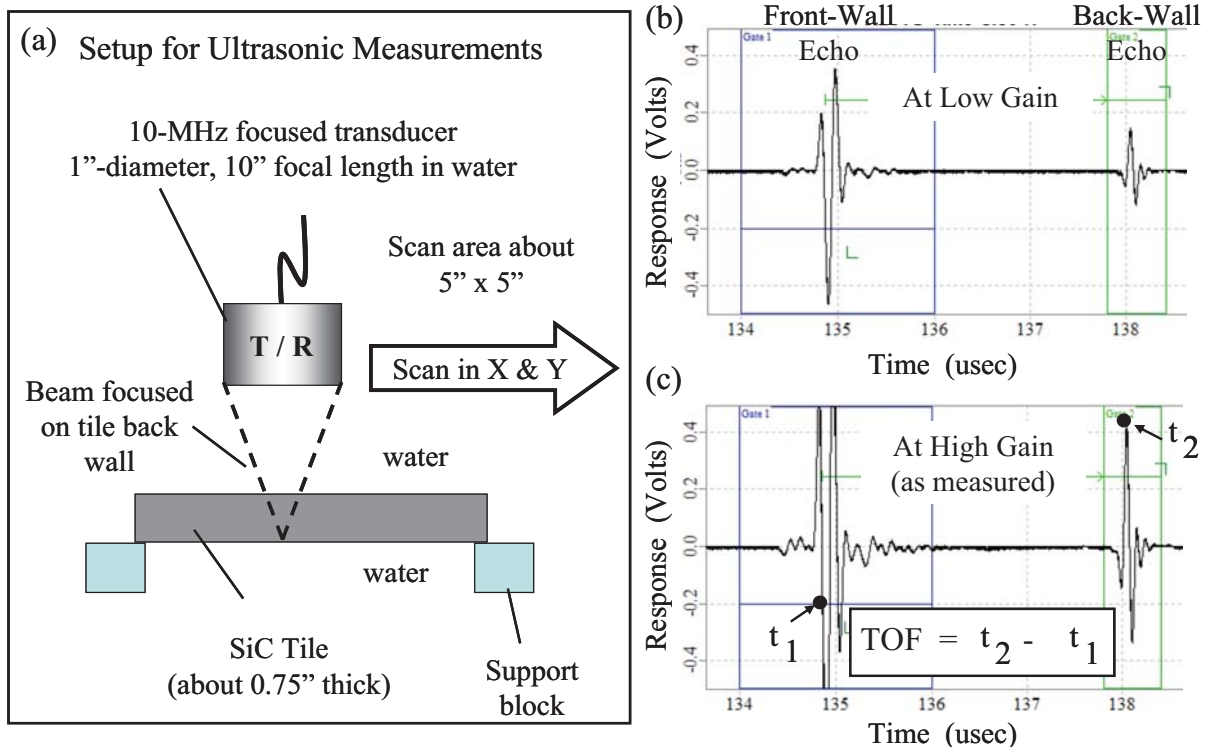 (a) Setup for Ultrasonic Measurements
10-MHz focused transducer
1”-diameter, 10” focal length in water
Scan area about
5” x 5”
T / R
Scan in X & Y
Beam focused
on tile back
wall
water
water
SiC Tile
(about 0.75” thick)
Support
block
(b)
Front-Wall
Echo
Back-Wall
Echo
Gate 1
At Low Gain
Response (Volts)
0.4
0.2
0.0
-0.2
-0.4
134 135 136 137 138
Time (usec)
(c)
Gate 1
At High Gain
(as measured)
t2
t1
TOF = t2 - t1
Response (Volts)
0.4
0.2
0.0
-0.2
-0.4
134 135 136 137 138
Time (usec)